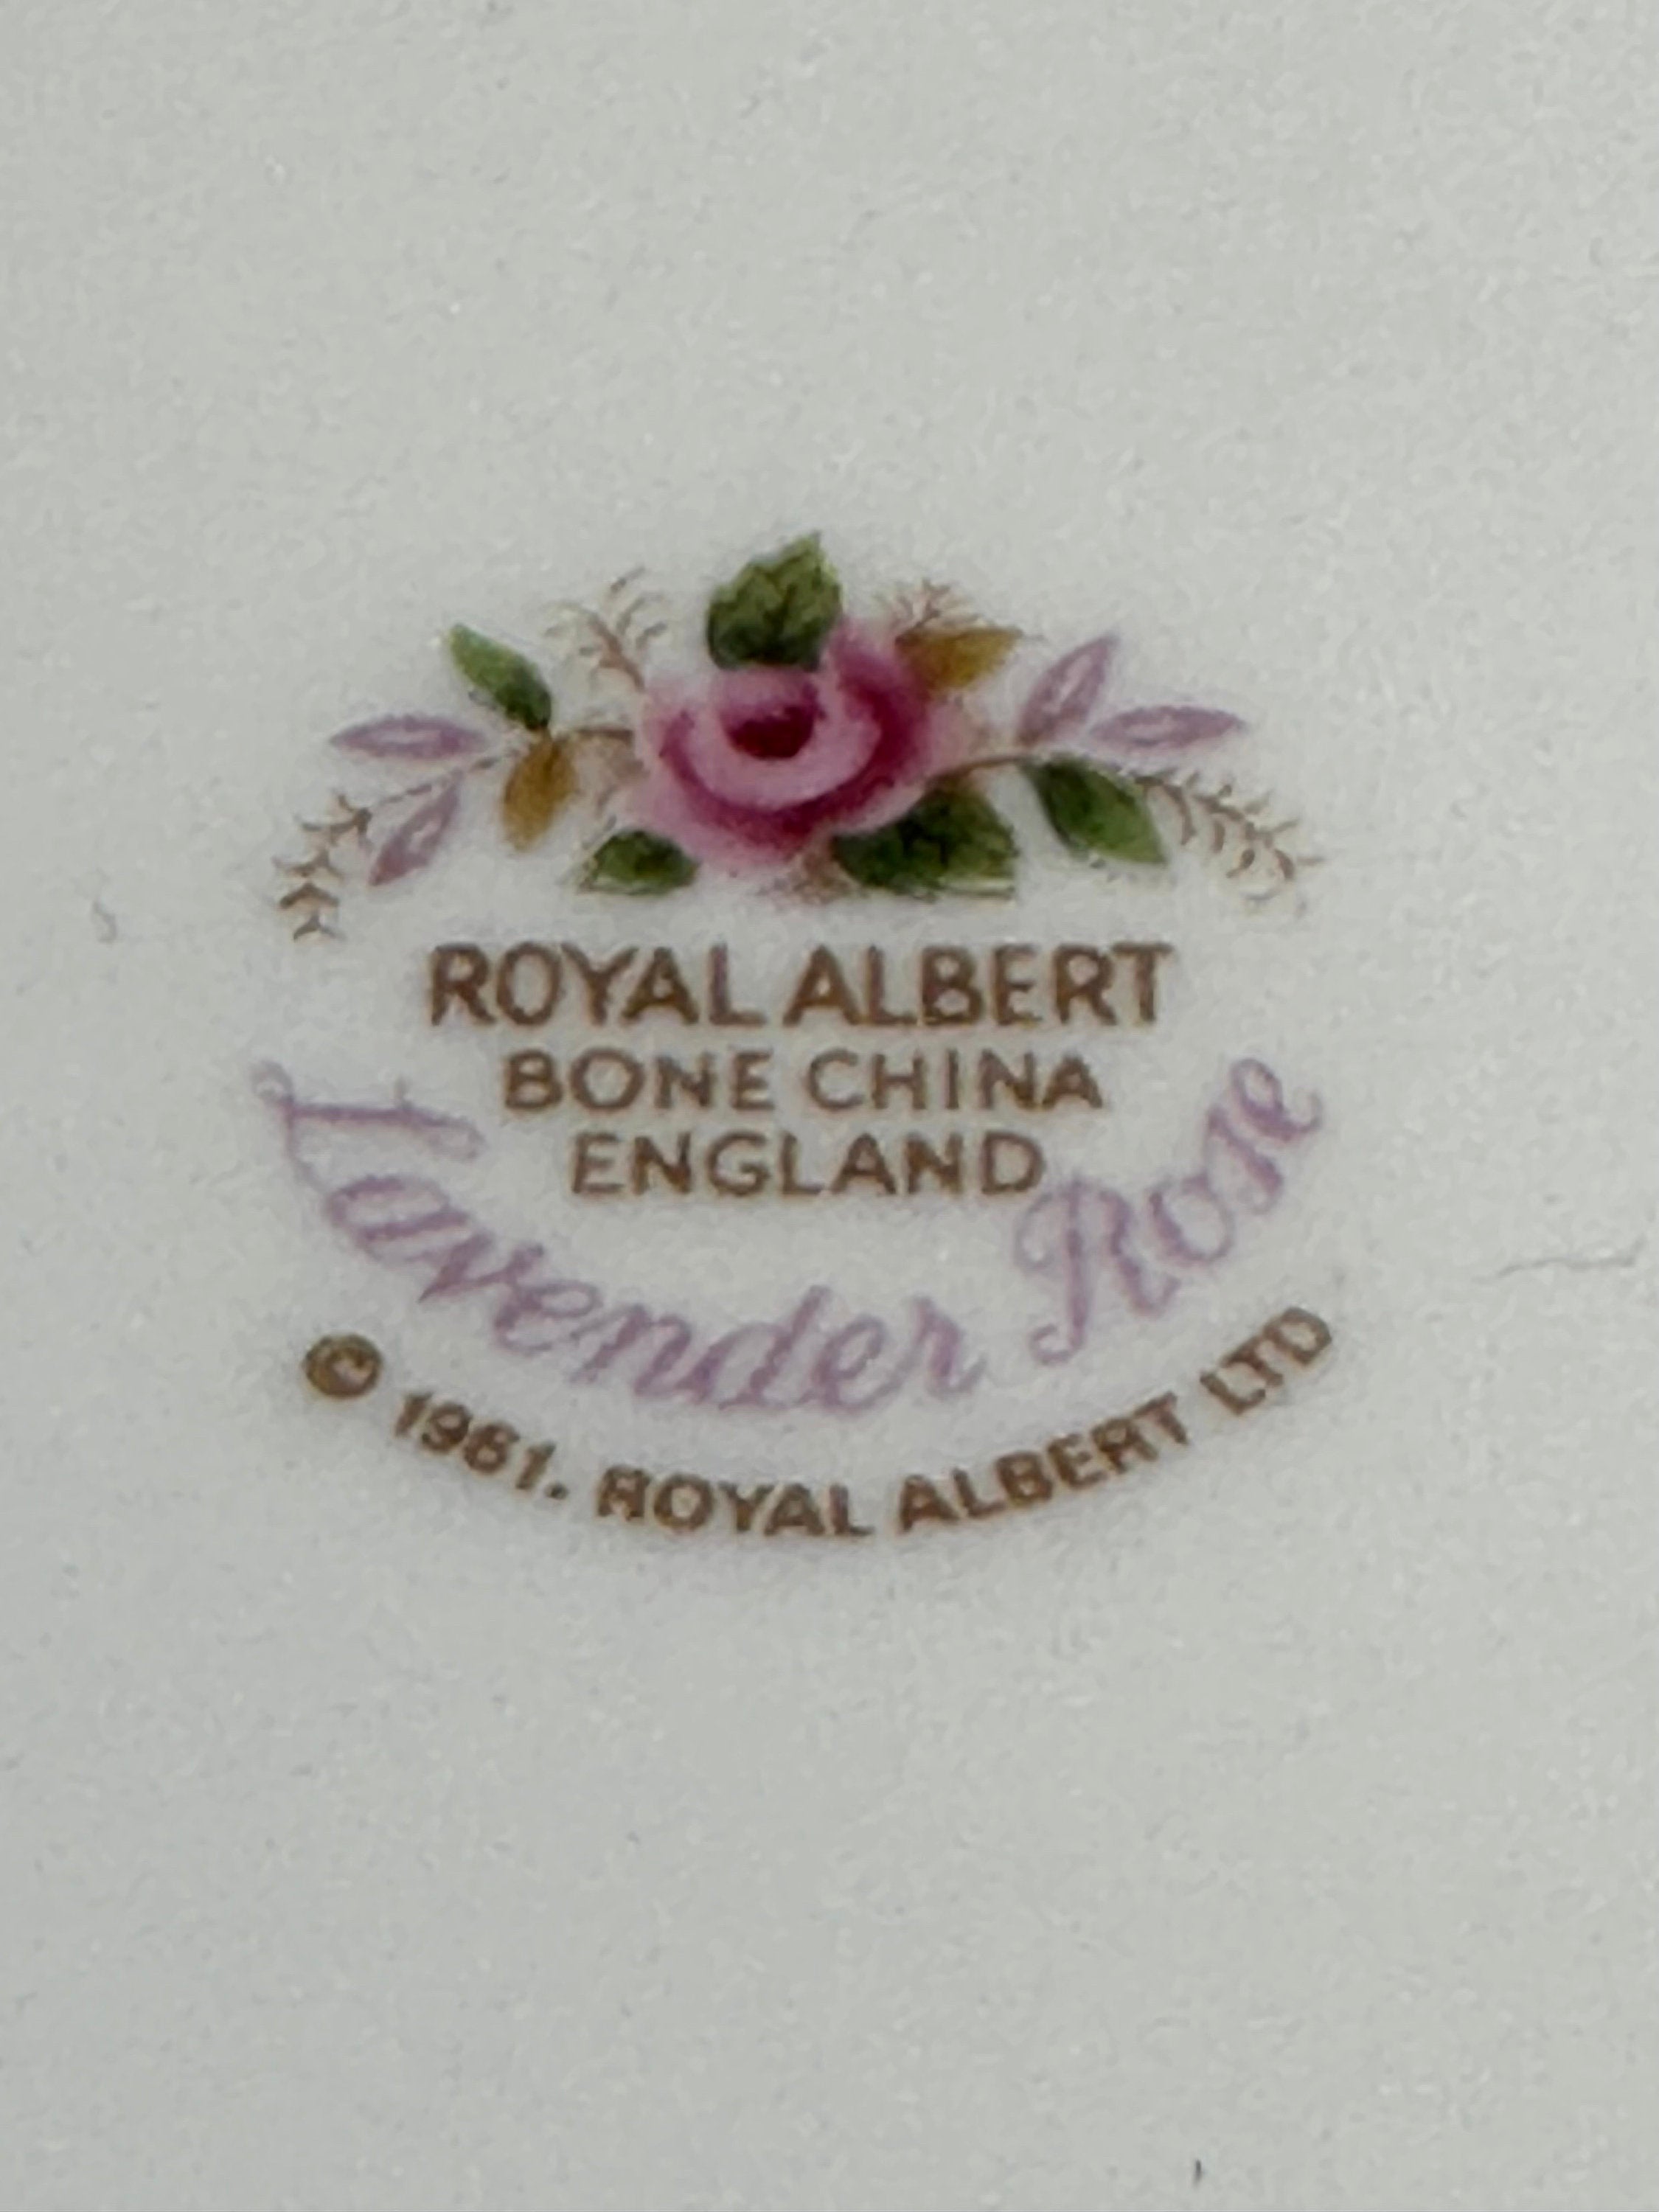 ROYAL ALBERT
BONE CHINA
ENGLAND
Lavender Rose
© 1961. ROYAL ALBERT LTD